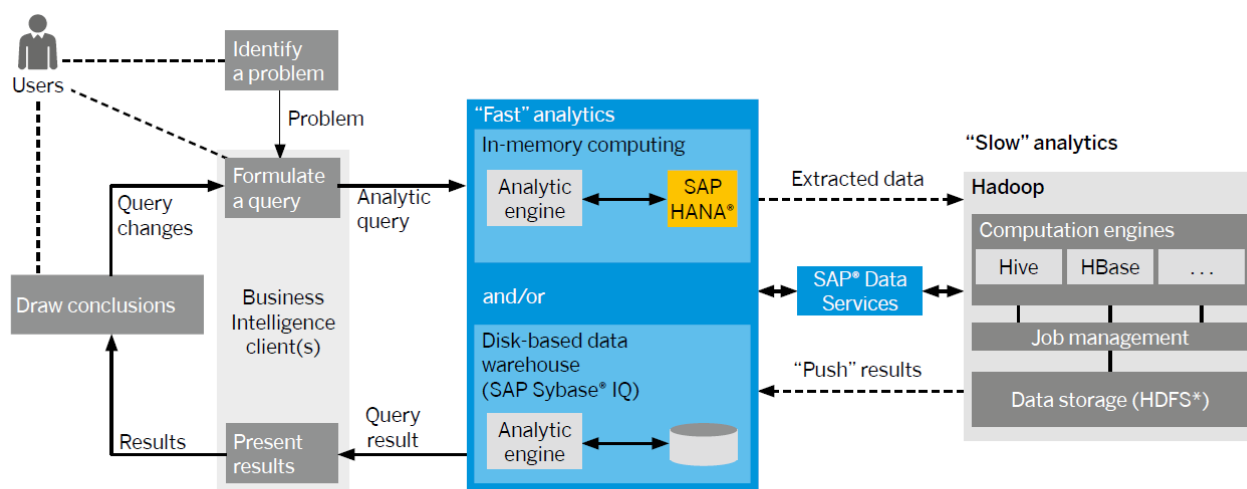 Users
Identify
a problem
Problem
Formulate
a query
Analytic
query
Query
changes
Draw conclusions
Business
Intelligence
client(s)
Results
Present
results
Query
result
“Fast” analytics
In-memory computing
Analytic
engine
SAP
HANA®
and/or
Disk-based data
warehouse
(SAP Sybase® IQ)
Analytic
engine
Extracted data
SAP® Data
Services
“Push” results
“Slow” analytics
Hadoop
Computation engines
Hive
HBase
. . .
Job management
Data storage (HDFS*)